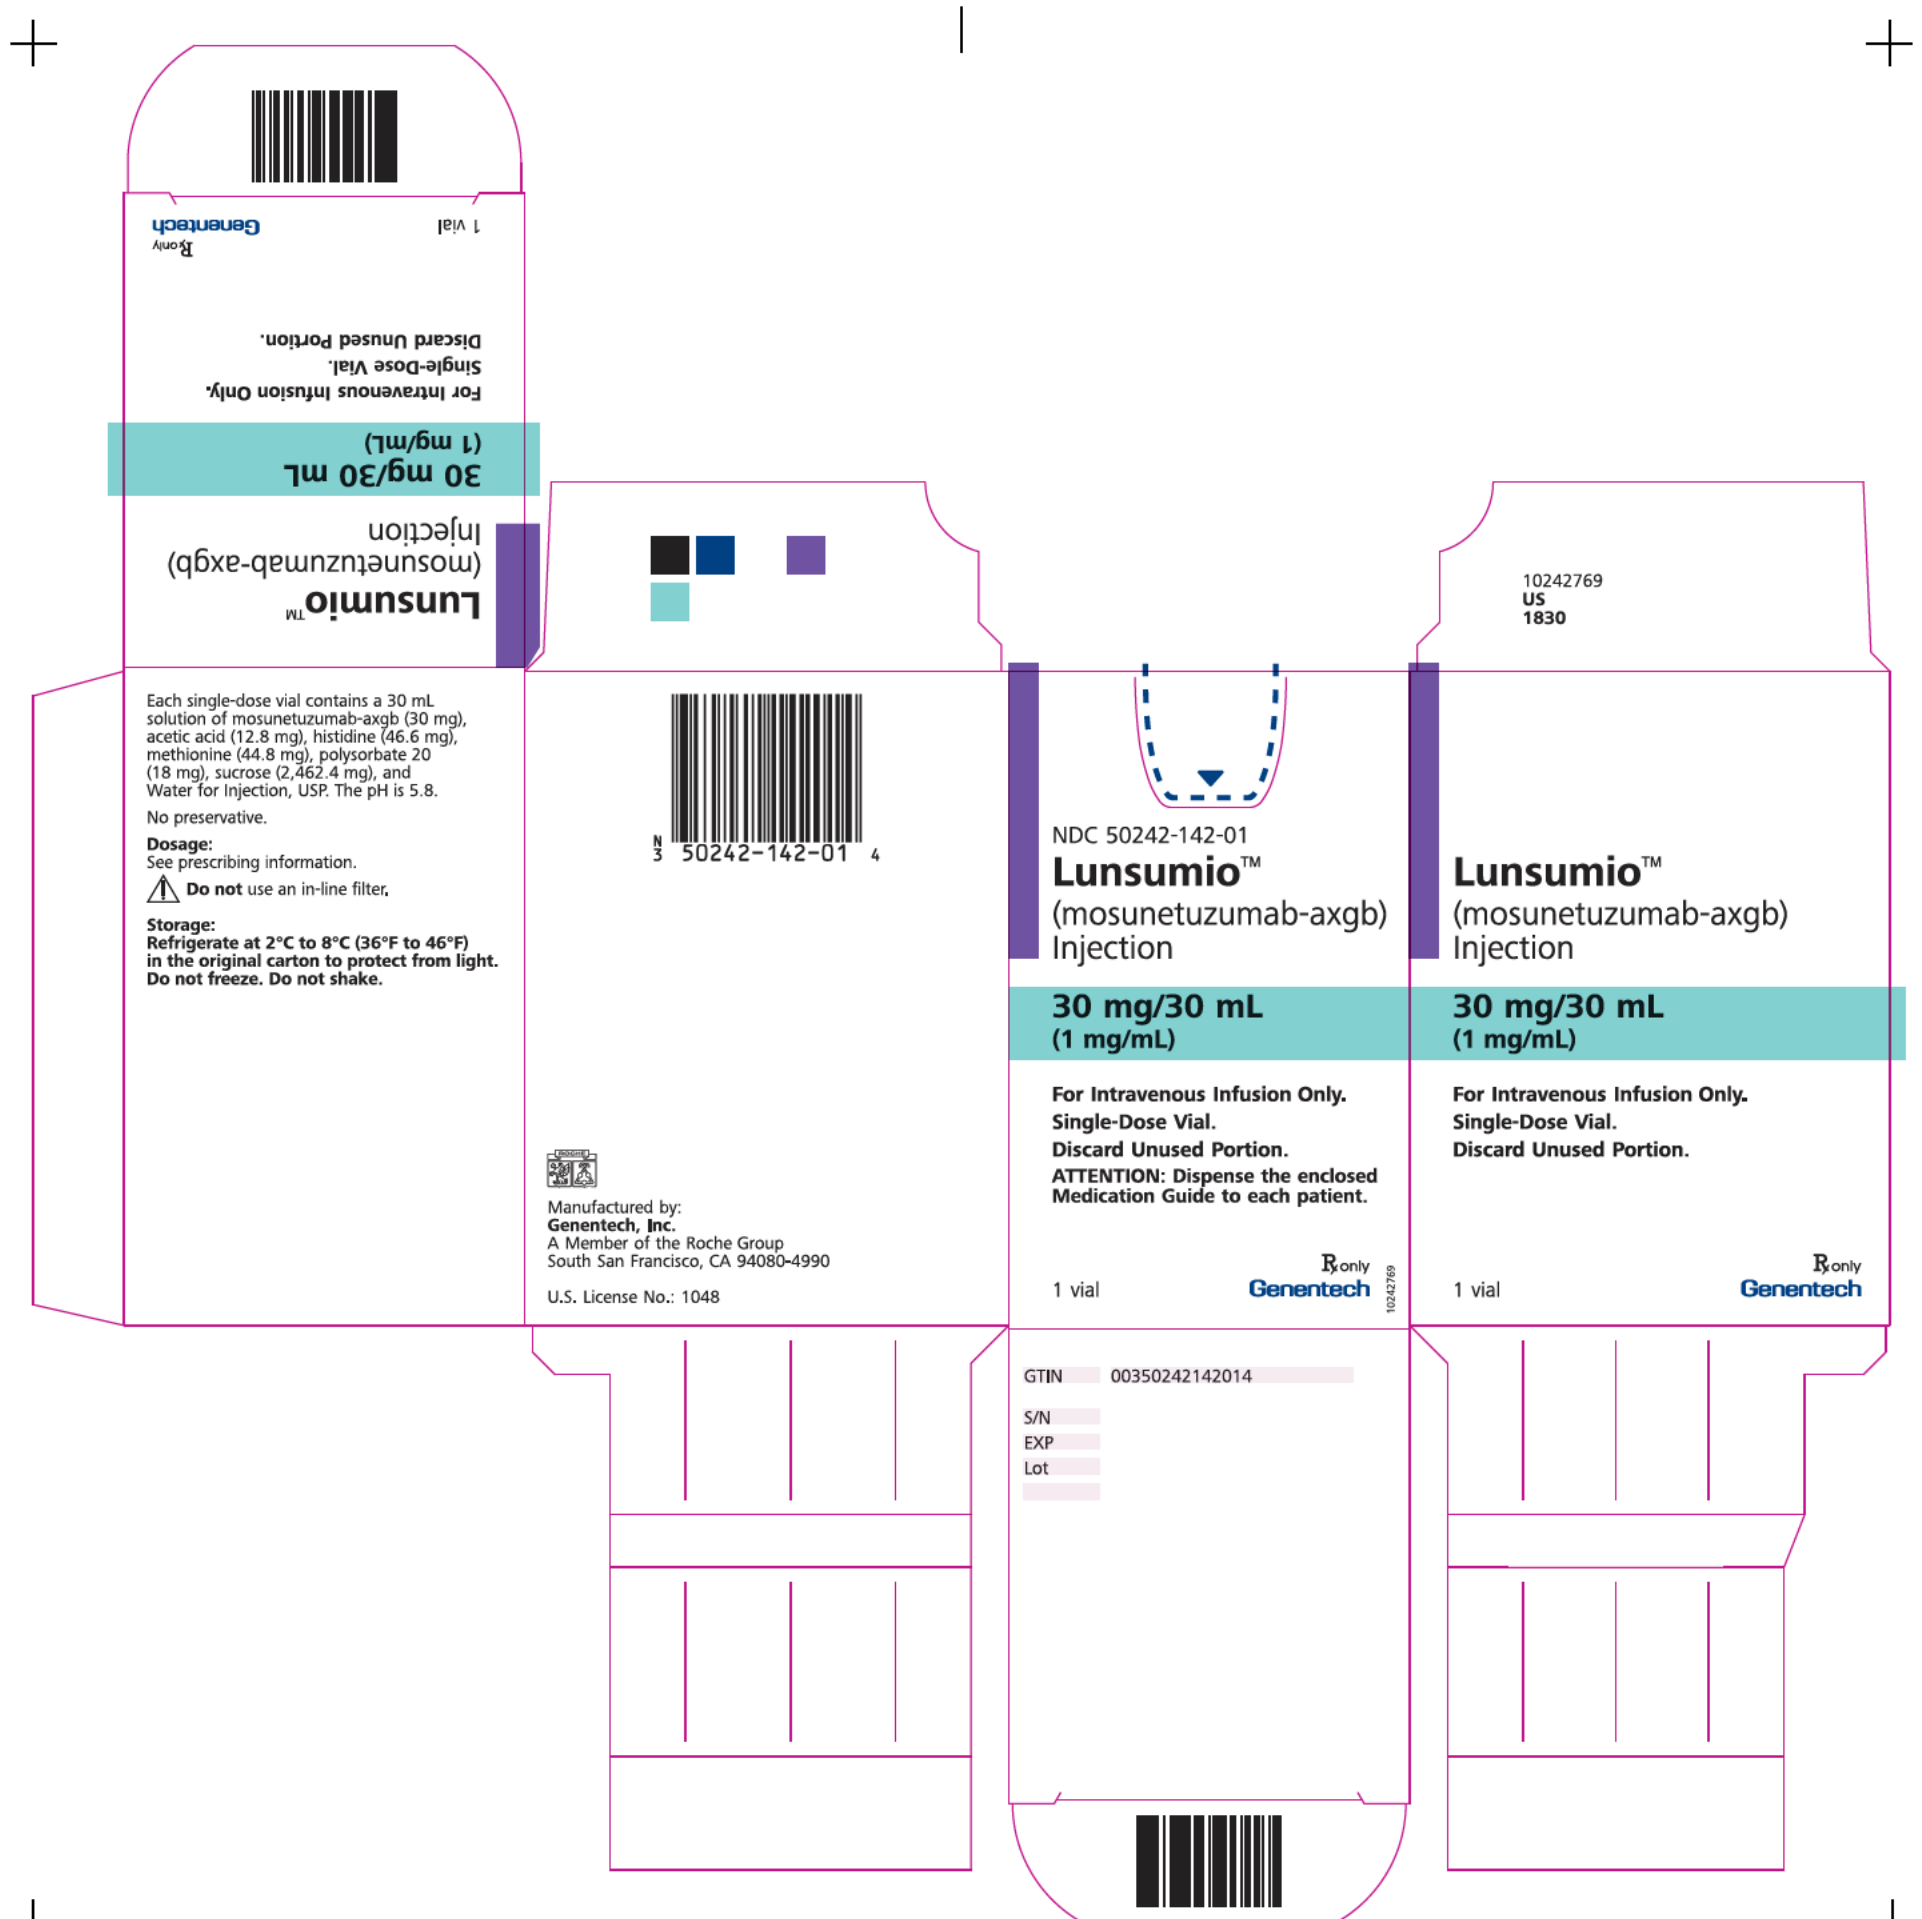 Genentech
Rx only
1 vial
Discard Unused Portion.
Single-Dose Vial.
For Intravenous Infusion Only.
(1 mg/mL)
30 mg/30 mL
Injection
(mosunetuzumab-axgb)
Lunsumio™
10242769
US
1830
Each single-dose vial contains a 30 mL
solution of mosunetuzumab-axgb (30 mg),
acetic acid (12.8 mg), histidine (46.6 mg),
methionine (44.8 mg), polysorbate 20
(18 mg), sucrose (2,462.4 mg), and
Water for Injection, USP. The pH is 5.8.
No preservative.
Dosage:
See prescribing information.
Do not use an in-line filter.
Storage:
Refrigerate at 2°C to 8°C (36°F to 46°F)
in the original carton to protect from light.
Do not freeze. Do not shake.
N
3 50242-142-01 4
ROCHE
Manufactured by:
Genentech, Inc.
A Member of the Roche Group
South San Francisco, CA 94080-4990
U.S. License No.: 1048
NDC 50242-142-01
Lunsumio™
(mosunetuzumab-axgb)
Injection
30 mg/30 mL
(1 mg/mL)
For Intravenous Infusion Only.
Single-Dose Vial.
Discard Unused Portion.
ATTENTION: Dispense the enclosed
Medication Guide to each patient.
Rx only
1 vial
Genentech
10242769
Lunsumio™
(mosunetuzumab-axgb)
Injection
30 mg/30 mL
(1 mg/mL)
For Intravenous Infusion Only.
Single-Dose Vial.
Discard Unused Portion.
Rx only
1 vial
Genentech
GTIN 00350242142014
S/N
EXP
Lot